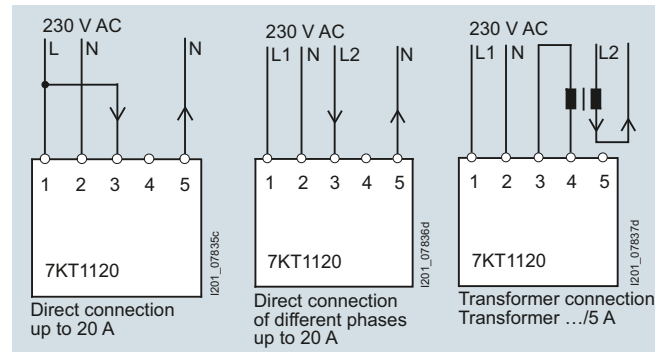 230 V AC
L N N
1 2 3 4 5
7KT1120
I201_07835c
Direct connection
up to 20 A
230 V AC
L1 N L2 N
1 2 3 4 5
7KT1120
I201_07836d
Direct connection
of different phases
up to 20 A
230 V AC
L1 N L2
1 2 3 4 5
7KT1120
I201_07837d
Transformer connection
Transformer …/5 A